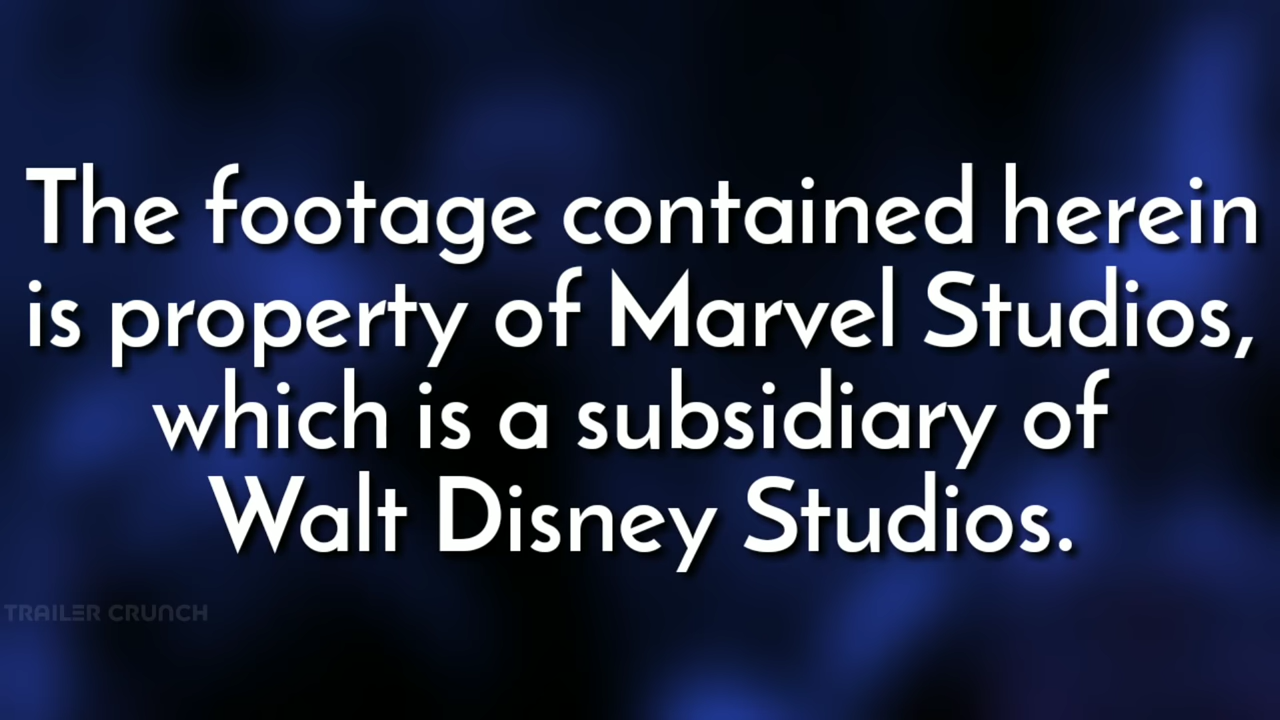 The footage contained herein
is property of Marvel Studios,
which is a subsidiary of
Walt Disney Studios.
TRAILER CRUNCH